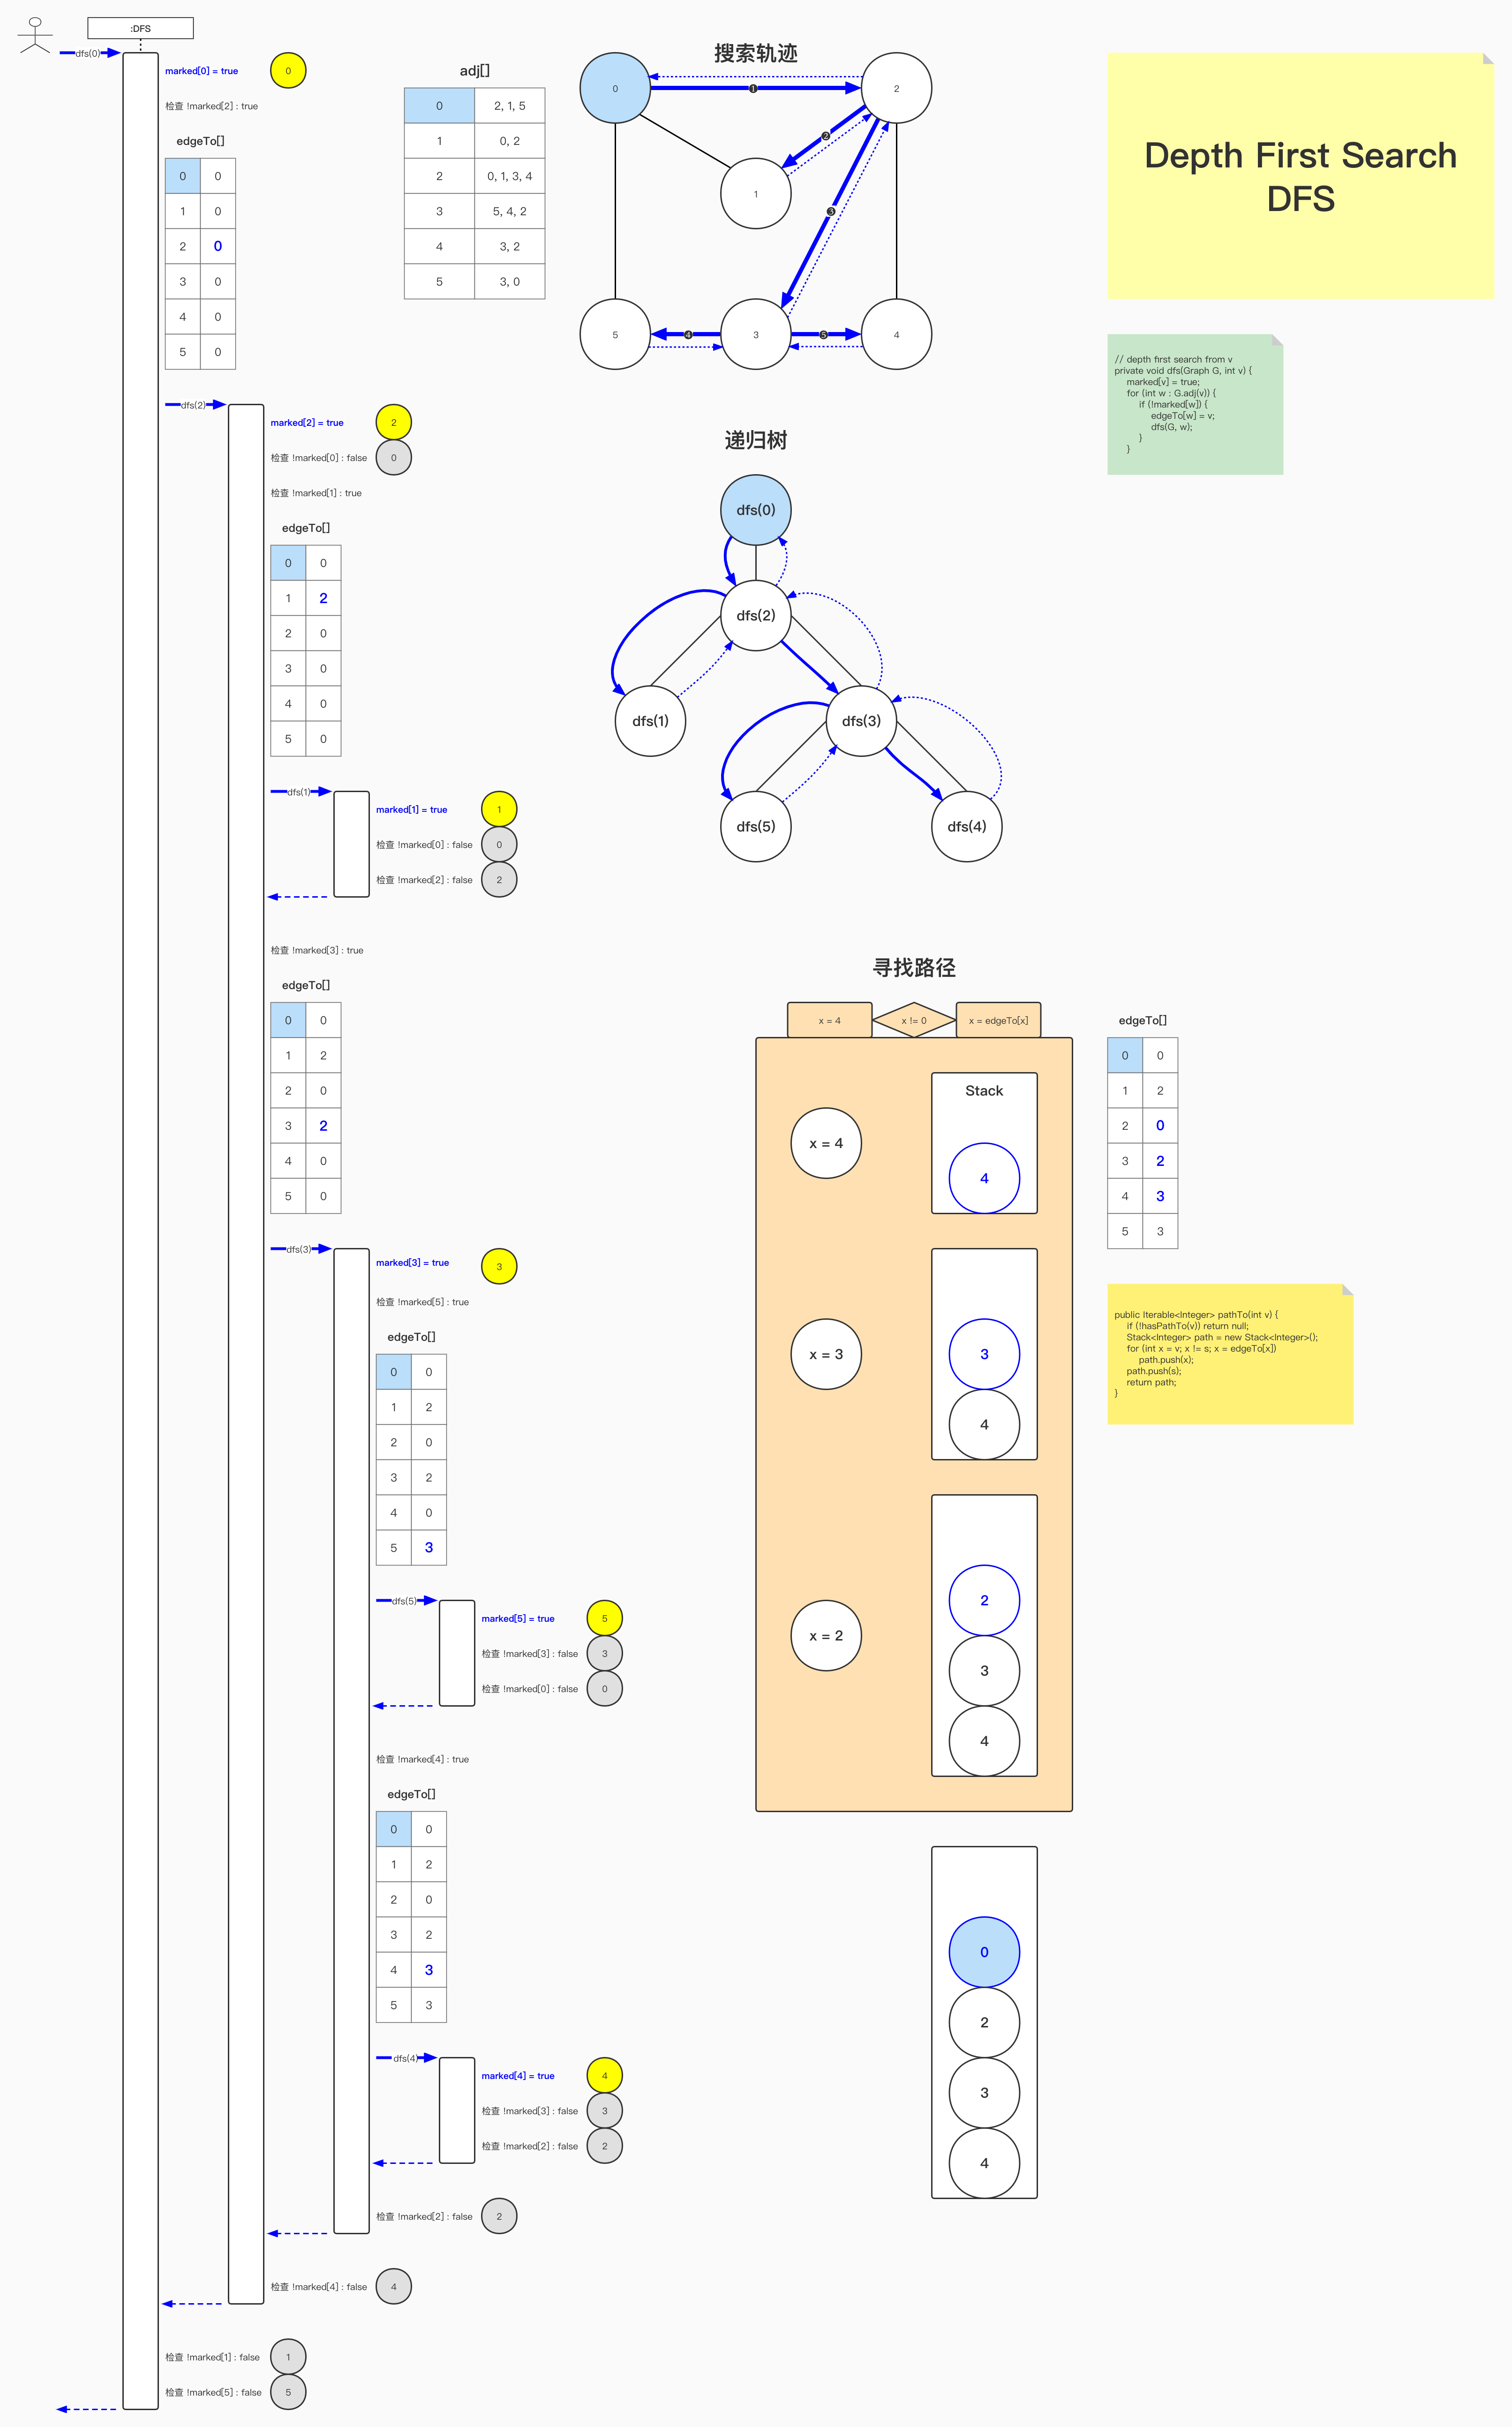 :DFS
dfs(0)
marked[0] = true
0
检查 !marked[2] : true
edgeTo[]
0 0
1 0
2 0
3 0
4 0
5 0
dfs(2)
marked[2] = true
2
检查 !marked[0] : false
0
检查 !marked[1] : true
edgeTo[]
0 0
1 2
2 0
3 0
4 0
5 0
dfs(1)
marked[1] = true
1
检查 !marked[0] : false
0
检查 !marked[2] : false
2
检查 !marked[3] : true
edgeTo[]
0 0
1 2
2 0
3 2
4 0
5 0
dfs(3)
marked[3] = true
3
检查 !marked[5] : true
edgeTo[]
0 0
1 2
2 0
3 2
4 0
5 3
dfs(5)
marked[5] = true
5
检查 !marked[3] : false
3
检查 !marked[0] : false
0
检查 !marked[4] : true
edgeTo[]
0 0
1 2
2 0
3 2
4 3
5 3
dfs(4)
marked[4] = true
4
检查 !marked[3] : false
3
检查 !marked[2] : false
2
检查 !marked[2] : false
2
检查 !marked[4] : false
4
检查 !marked[1] : false
1
检查 !marked[5] : false
5
adj[]
0 2, 1, 5
1 0, 2
2 0, 1, 3, 4
3 5, 4, 2
4 3, 2
5 3, 0
搜索轨迹
0
❶
2
❷
1
❸
5
❹
3
❺
4
递归树
dfs(0)
dfs(2)
dfs(1)
dfs(3)
dfs(5)
dfs(4)
寻找路径
x = 4
x != 0
x = edgeTo[x]
Stack
x = 4
4
x = 3
3
4
x = 2
2
3
4
0
2
3
4
Depth First Search
DFS
// depth first search from v
private void dfs(Graph G, int v) {
marked[v] = true;
for (int w : G.adj(v)) {
if (!marked[w]) {
edgeTo[w] = v;
dfs(G, w);
}
}
edgeTo[]
0 0
1 2
2 0
3 2
4 3
5 3
public Iterable<Integer> pathTo(int v) {
if (!hasPathTo(v)) return null;
Stack<Integer> path = new Stack<Integer>();
for (int x = v; x != s; x = edgeTo[x])
path.push(x);
path.push(s);
return path;
}